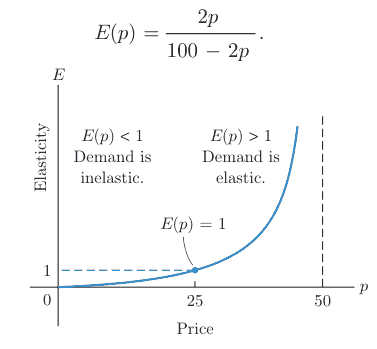 E(p) = 2p / (100 − 2p).
E
E(p) < 1
Demand is
inelastic.
E(p) > 1
Demand is
elastic.
Elasticity
E(p) = 1
1
0
25
50
p
Price